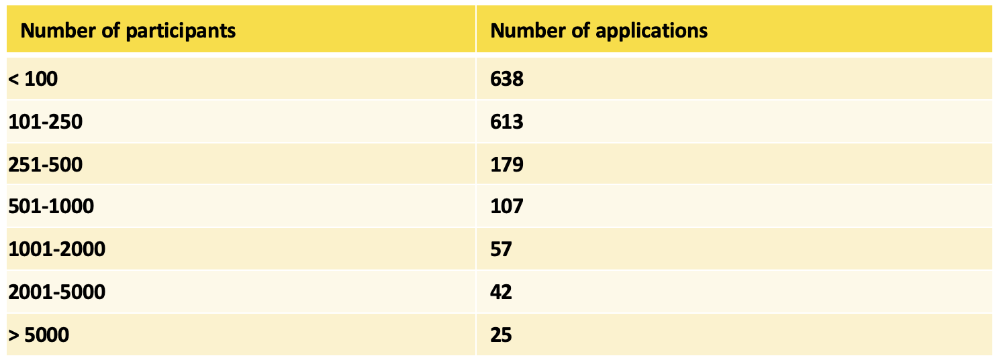 Number of participants Number of applications
< 100 638
101-250 613
251-500 179
501-1000 107
1001-2000 57
2001-5000 42
> 5000 25